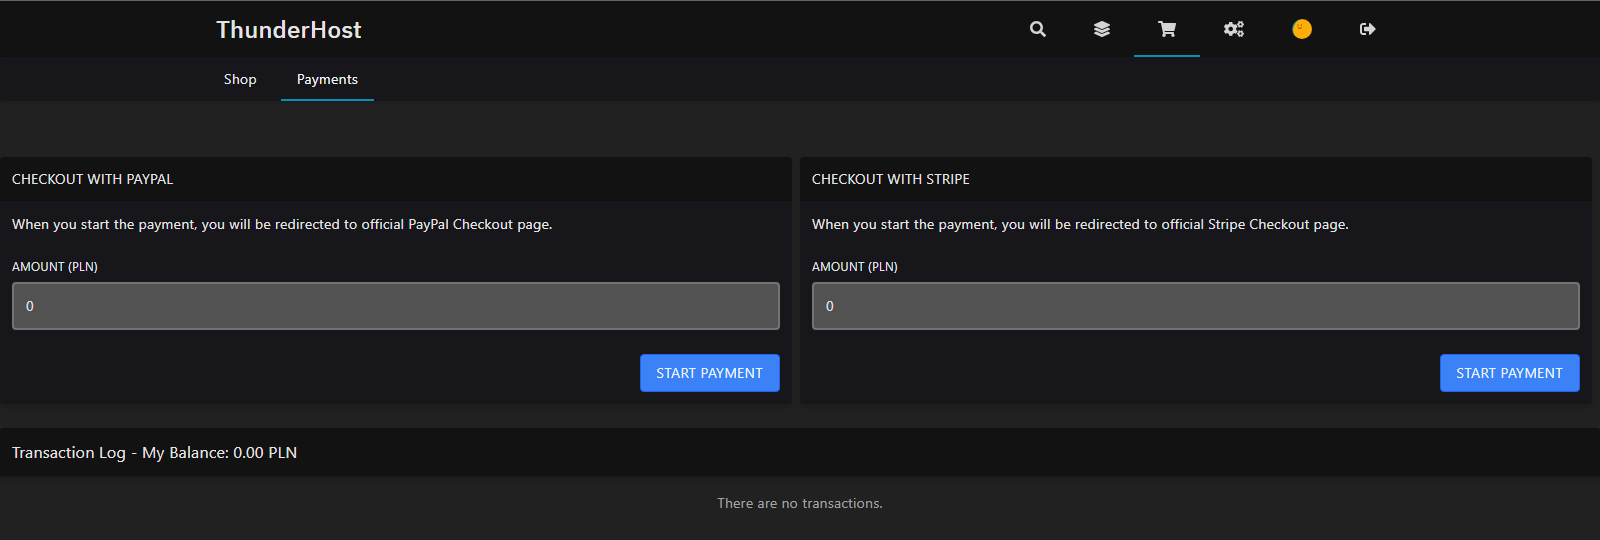 ThunderHost
Shop
Payments
CHECKOUT WITH PAYPAL
When you start the payment, you will be redirected to official PayPal Checkout page.
AMOUNT (PLN)
0
START PAYMENT
CHECKOUT WITH STRIPE
When you start the payment, you will be redirected to official Stripe Checkout page.
AMOUNT (PLN)
0
START PAYMENT
Transaction Log - My Balance: 0.00 PLN
There are no transactions.